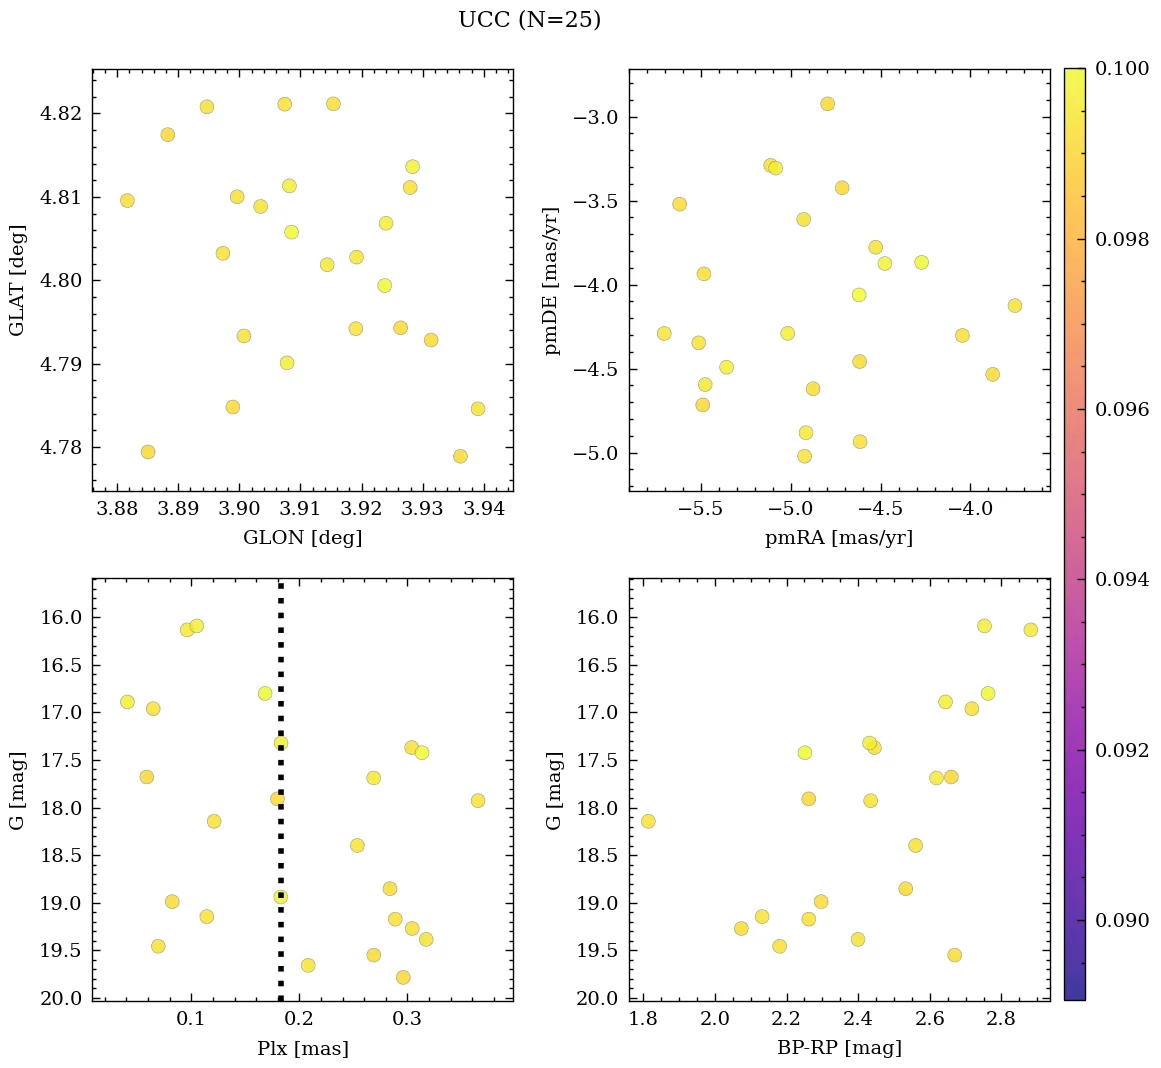 UCC (N=25)
4.82
4.81
4.80
4.79
4.78
GLAT [deg]
3.88 3.89 3.90 3.91 3.92 3.93 3.94
GLON [deg]
−3.0
−3.5
−4.0
−4.5
−5.0
pmDE [mas/yr]
−5.5 −5.0 −4.5 −4.0
pmRA [mas/yr]
16.0
16.5
17.0
17.5
18.0
18.5
19.0
19.5
20.0
G [mag]
0.1 0.2 0.3
Plx [mas]
16.0
16.5
17.0
17.5
18.0
18.5
19.0
19.5
20.0
G [mag]
1.8 2.0 2.2 2.4 2.6 2.8
BP-RP [mag]
0.100
0.098
0.096
0.094
0.092
0.090